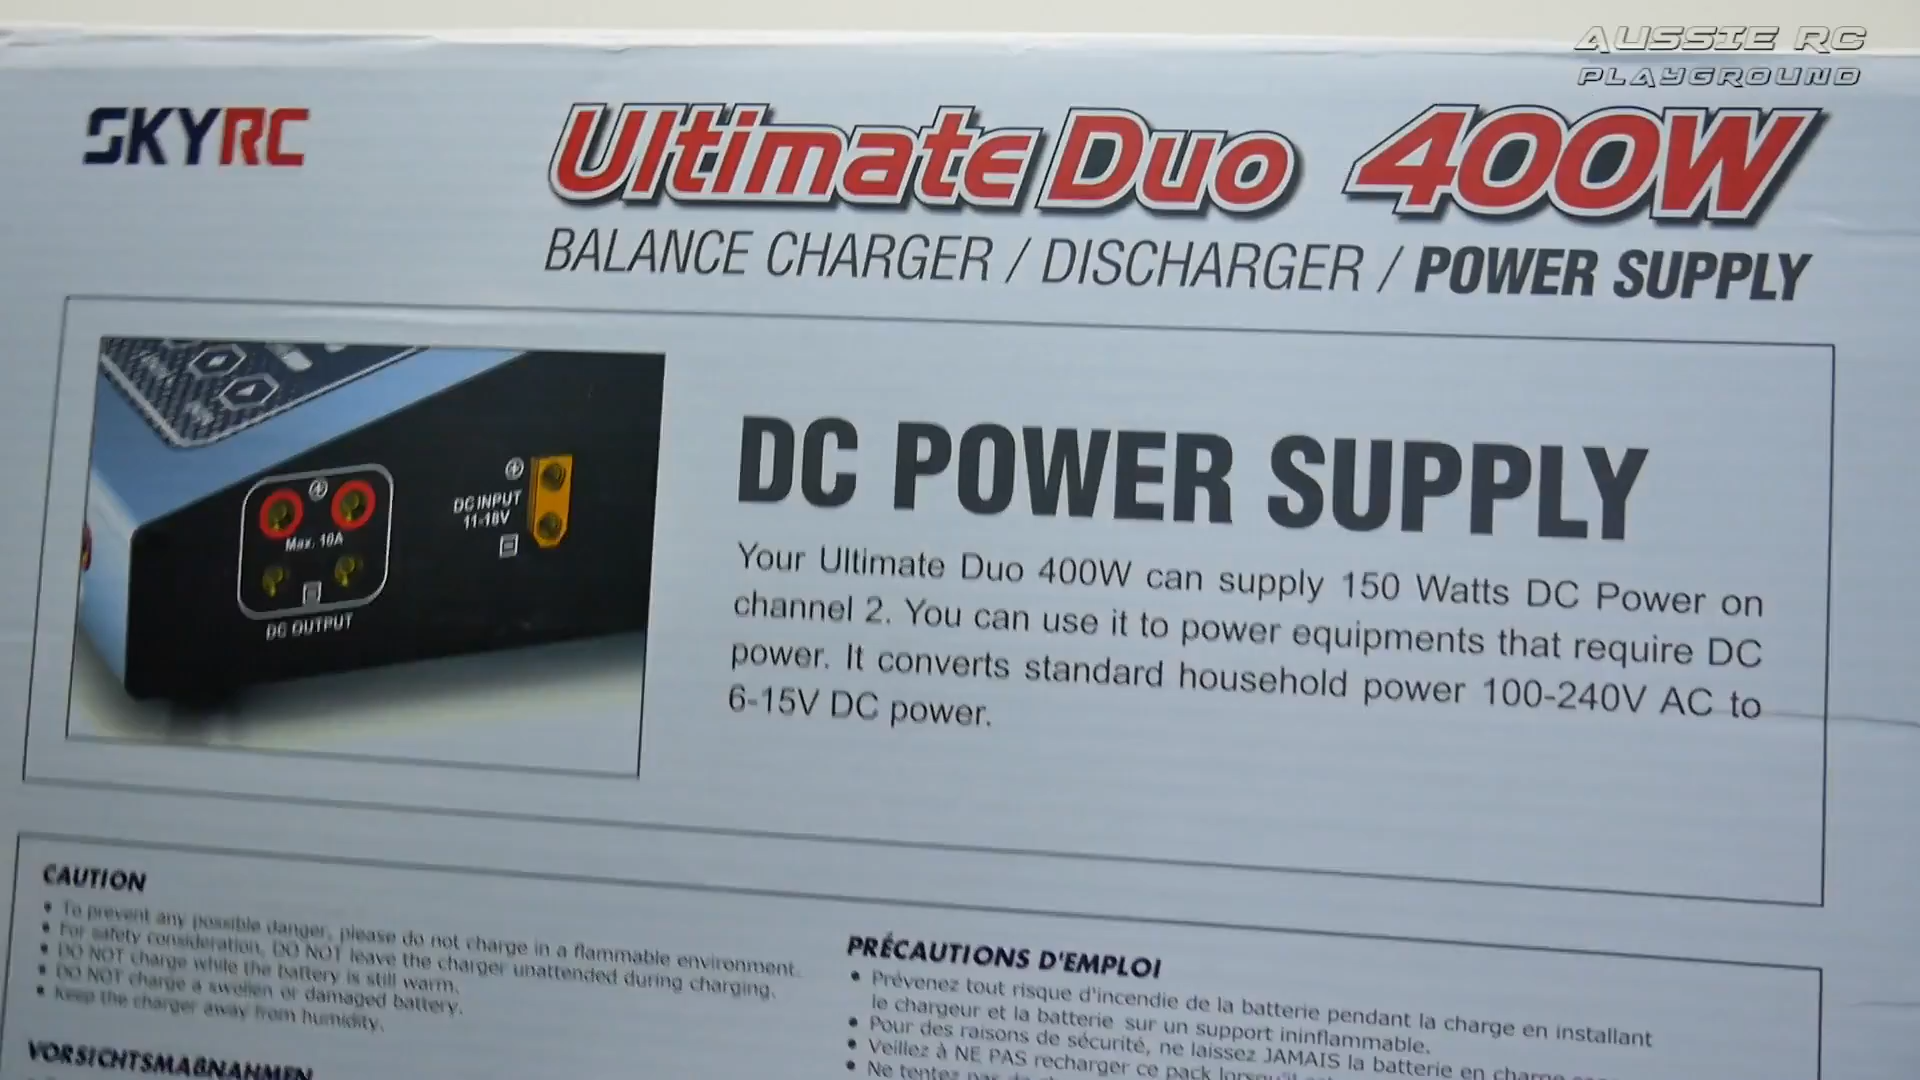 AUSSIE RC
PLAYGROUND
SKYRC
Ultimate Duo 400W
BALANCE CHARGER / DISCHARGER / POWER SUPPLY
DC INPUT
11-18V
Max. 10A
DC OUTPUT
DC POWER SUPPLY
Your Ultimate Duo 400W can supply 150 Watts DC Power on
channel 2. You can use it to power equipments that require DC
power. It converts standard household power 100-240V AC to
6-15V DC power.
CAUTION
• To prevent any possible danger, please do not charge in a flammable environment.
• For safety consideration, DO NOT leave the charger unattended during charging.
• DO NOT charge while the battery is still warm.
• DO NOT charge a swollen or damaged battery.
• Keep the charger away from humidity.
VORSICHTSMAßNAHMEN
PRÉCAUTIONS D'EMPLOI
• Prévenez tout risque d'incendie de la batterie pendant la charge en installant
le chargeur et la batterie sur un support ininflammable.
• Pour des raisons de sécurité, ne laissez JAMAIS la batterie en charge
• Veillez à NE PAS recharger ce pack lorsqu'il
• Ne tentez pas